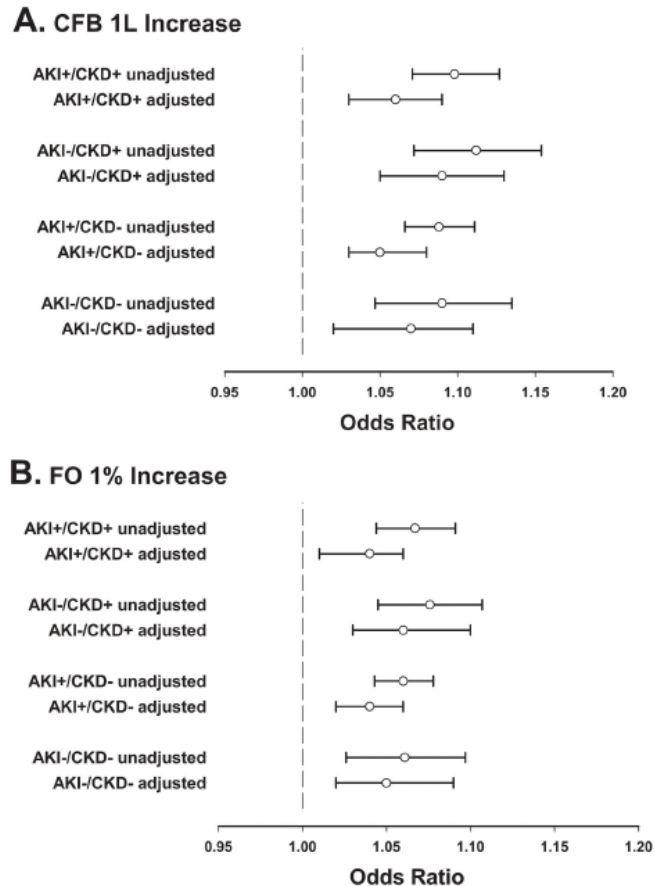 A. CFB 1L Increase
AKI+/CKD+ unadjusted
AKI+/CKD+ adjusted
AKI-/CKD+ unadjusted
AKI-/CKD+ adjusted
AKI+/CKD- unadjusted
AKI+/CKD- adjusted
AKI-/CKD- unadjusted
AKI-/CKD- adjusted
0.95 1.00 1.05 1.10 1.15 1.20
Odds Ratio
B. FO 1% Increase
AKI+/CKD+ unadjusted
AKI+/CKD+ adjusted
AKI-/CKD+ unadjusted
AKI-/CKD+ adjusted
AKI+/CKD- unadjusted
AKI+/CKD- adjusted
AKI-/CKD- unadjusted
AKI-/CKD- adjusted
0.95 1.00 1.05 1.10 1.15 1.20
Odds Ratio